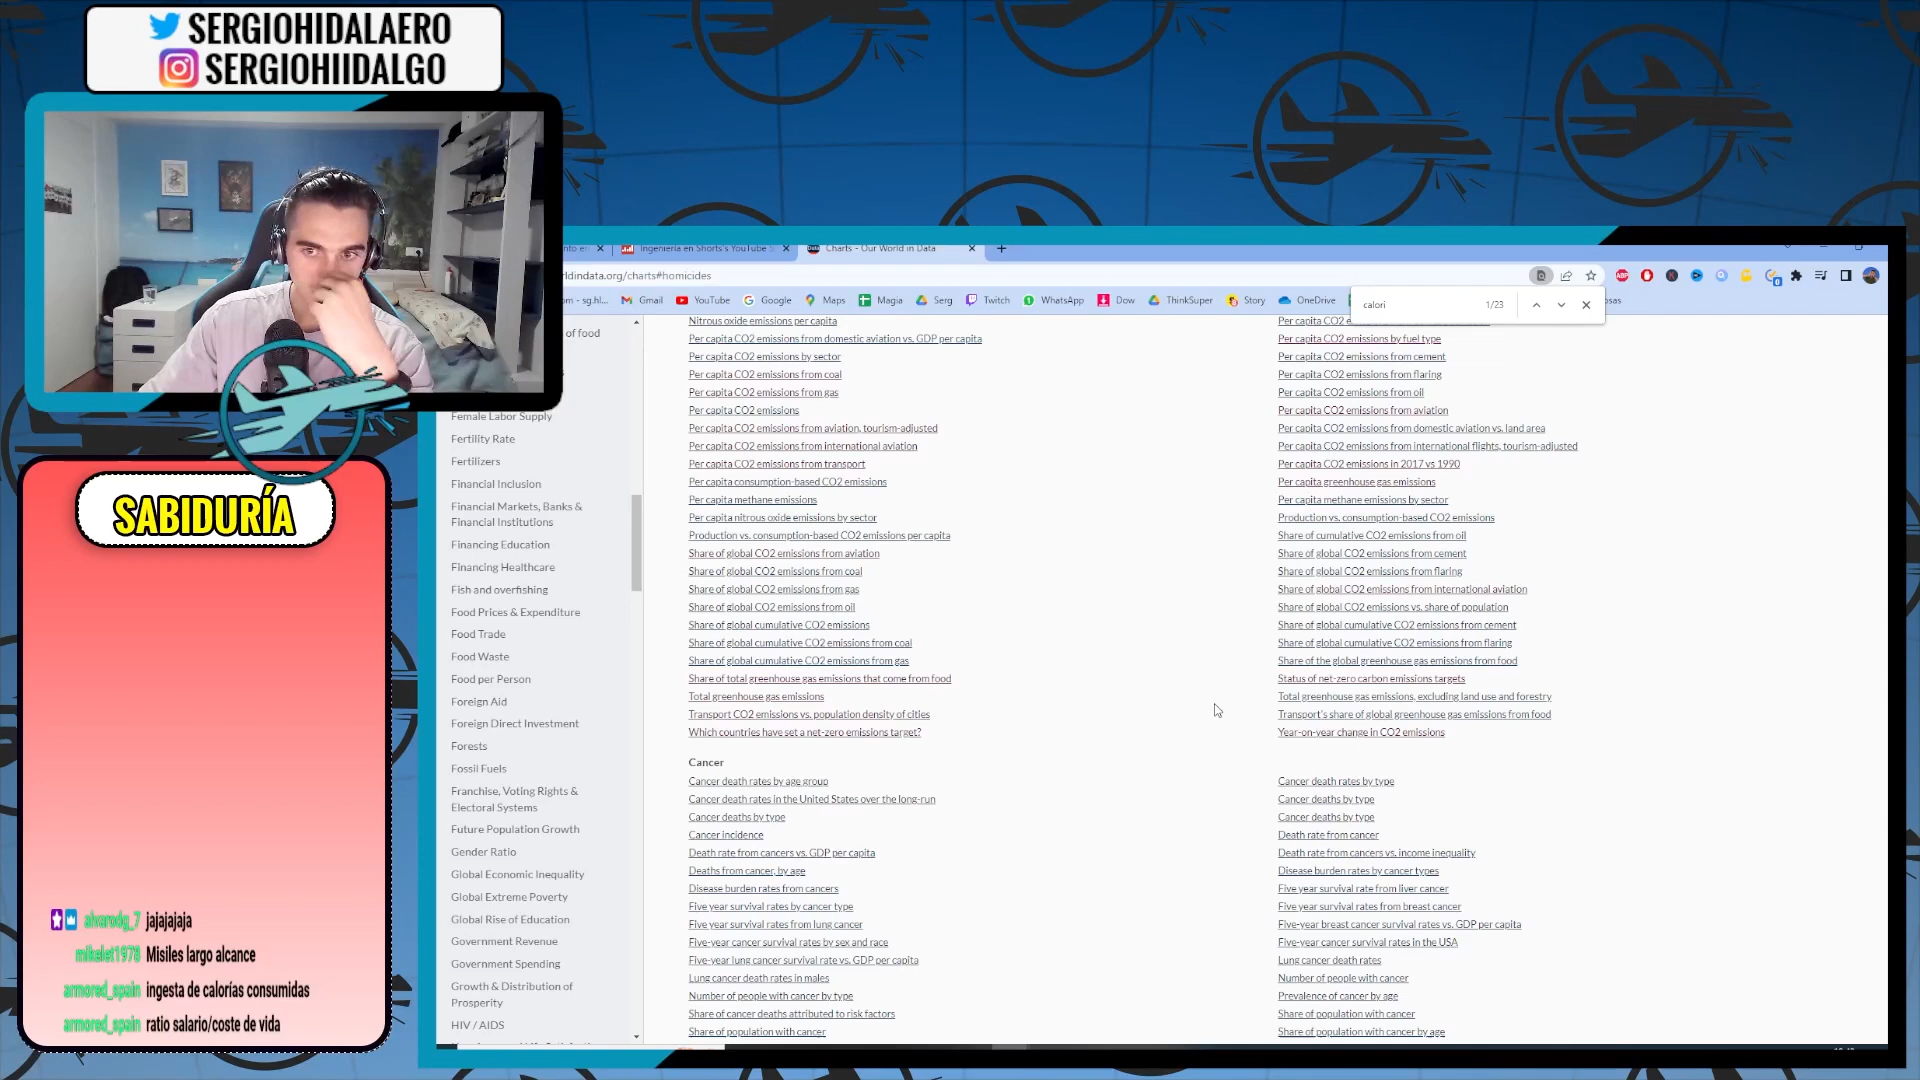 SERGIOHIDALAERO
SERGIOHIIDALGO
SABIDURÍA
alvarodg_7 jajajajaja
mikelet1978 Misiles largo alcance
armored_spain ingesta de calorías consumidas
armored_spain ratio salario/coste de vida
Ingeniería en Shorts's YouTube S
Charts - Our World in Data
ldindata.org/charts#homicides
om - sg.hl...
Gmail
YouTube
Google
Maps
Magia
Serg
Twitch
WhatsApp
Dow
ThinkSuper
Story
OneDrive
osas
calori
1/23
of food
Female Labor Supply
Fertility Rate
Fertilizers
Financial Inclusion
Financial Markets, Banks &
Financial Institutions
Financing Education
Financing Healthcare
Fish and overfishing
Food Prices & Expenditure
Food Trade
Food Waste
Food per Person
Foreign Aid
Foreign Direct Investment
Forests
Fossil Fuels
Franchise, Voting Rights &
Electoral Systems
Future Population Growth
Gender Ratio
Global Economic Inequality
Global Extreme Poverty
Global Rise of Education
Government Revenue
Government Spending
Growth & Distribution of
Prosperity
HIV / AIDS
Nitrous oxide emissions per capita
Per capita CO2 emissions from domestic aviation vs. GDP per capita
Per capita CO2 emissions by sector
Per capita CO2 emissions from coal
Per capita CO2 emissions from gas
Per capita CO2 emissions
Per capita CO2 emissions from aviation, tourism-adjusted
Per capita CO2 emissions from international aviation
Per capita CO2 emissions from transport
Per capita consumption-based CO2 emissions
Per capita methane emissions
Per capita nitrous oxide emissions by sector
Production vs. consumption-based CO2 emissions per capita
Share of global CO2 emissions from aviation
Share of global CO2 emissions from coal
Share of global CO2 emissions from gas
Share of global CO2 emissions from oil
Share of global cumulative CO2 emissions
Share of global cumulative CO2 emissions from coal
Share of global cumulative CO2 emissions from gas
Share of total greenhouse gas emissions that come from food
Total greenhouse gas emissions
Transport CO2 emissions vs. population density of cities
Which countries have set a net-zero emissions target?
Per capita CO2
Per capita CO2 emissions by fuel type
Per capita CO2 emissions from cement
Per capita CO2 emissions from flaring
Per capita CO2 emissions from oil
Per capita CO2 emissions from aviation
Per capita CO2 emissions from domestic aviation vs. land area
Per capita CO2 emissions from international flights, tourism-adjusted
Per capita CO2 emissions in 2017 vs 1990
Per capita greenhouse gas emissions
Per capita methane emissions by sector
Production vs. consumption-based CO2 emissions
Share of cumulative CO2 emissions from oil
Share of global CO2 emissions from cement
Share of global CO2 emissions from flaring
Share of global CO2 emissions from international aviation
Share of global CO2 emissions vs. share of population
Share of global cumulative CO2 emissions from cement
Share of global cumulative CO2 emissions from flaring
Share of the global greenhouse gas emissions from food
Status of net-zero carbon emissions targets
Total greenhouse gas emissions, excluding land use and forestry
Transport's share of global greenhouse gas emissions from food
Year-on-year change in CO2 emissions
Cancer
Cancer death rates by age group
Cancer death rates in the United States over the long-run
Cancer deaths by type
Cancer incidence
Death rate from cancers vs. GDP per capita
Deaths from cancer, by age
Disease burden rates from cancers
Five year survival rates by cancer type
Five year survival rates from lung cancer
Five-year cancer survival rates by sex and race
Five-year lung cancer survival rate vs. GDP per capita
Lung cancer death rates in males
Number of people with cancer by type
Share of cancer deaths attributed to risk factors
Share of population with cancer
Cancer death rates by type
Cancer deaths by type
Cancer deaths by type
Death rate from cancer
Death rate from cancers vs. income inequality
Disease burden rates by cancer types
Five year survival rate from liver cancer
Five year survival rates from breast cancer
Five-year breast cancer survival rates vs. GDP per capita
Five-year cancer survival rates in the USA
Lung cancer death rates
Number of people with cancer
Prevalence of cancer by age
Share of population with cancer
Share of population with cancer by age